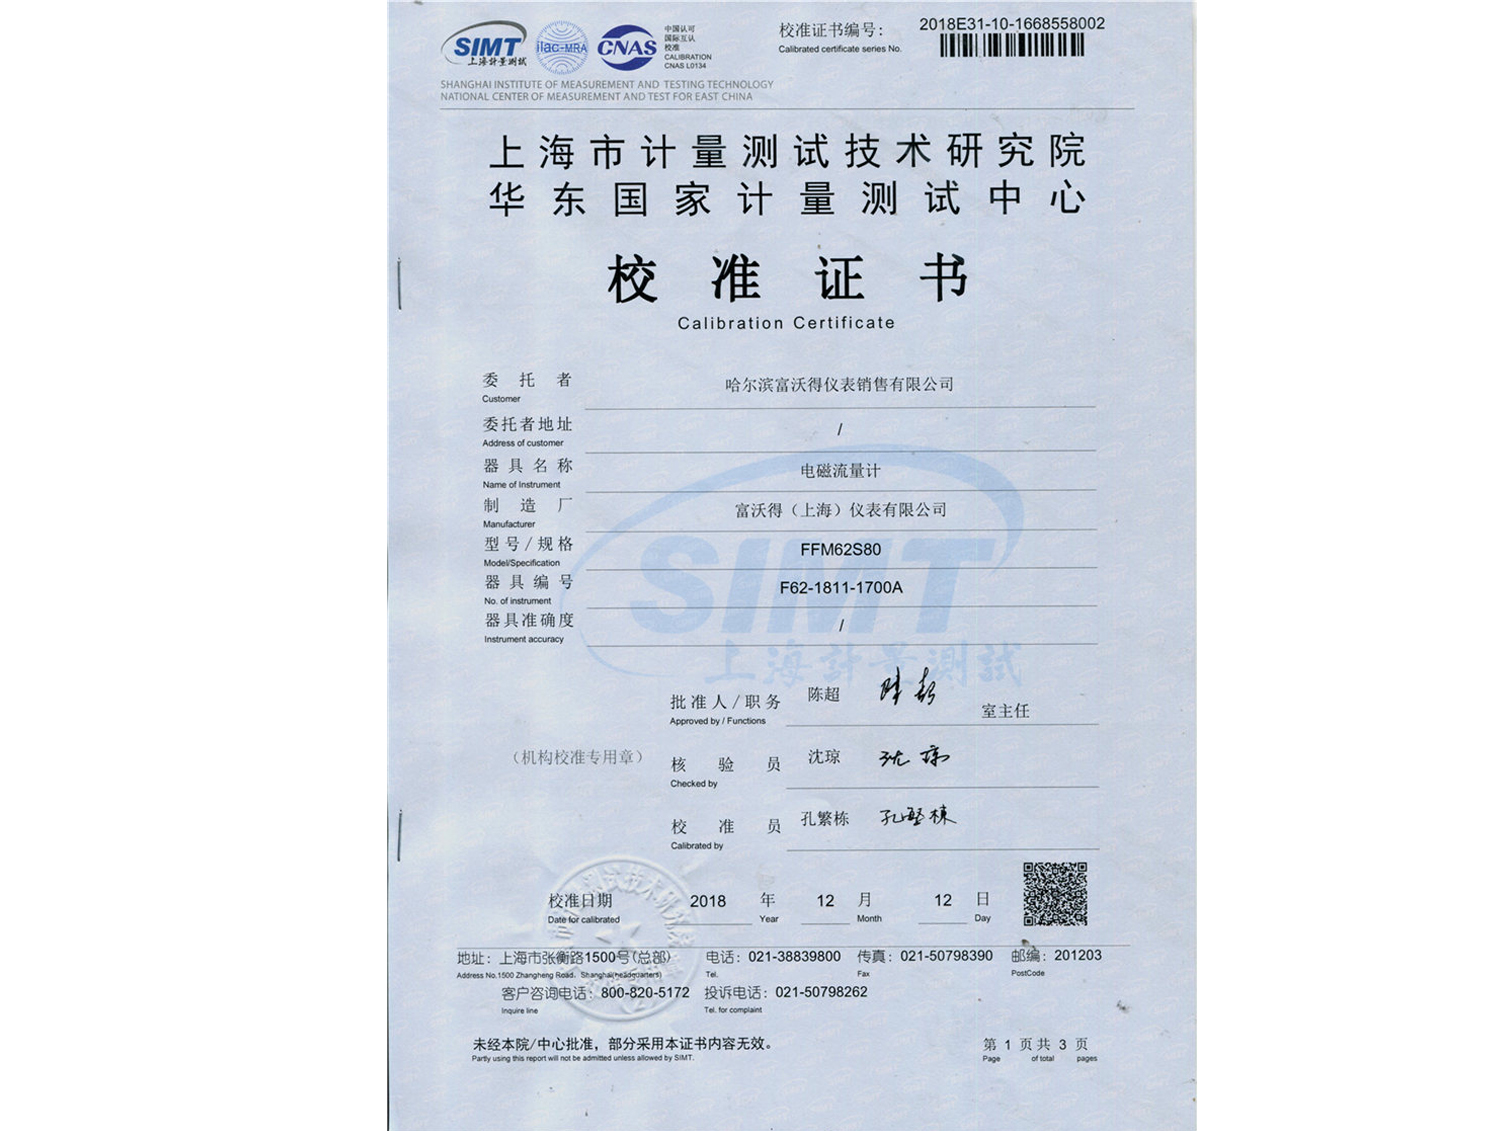 SIMT
上海计量测试
ilac-MRA
CNAS
中国认可
国际互认
校准
CALIBRATION
CNAS L0134
校准证书编号: 2018E31-10-1668558002
Calibrated certificate series No.
SHANGHAI INSTITUTE OF MEASUREMENT AND TESTING TECHNOLOGY
NATIONAL CENTER OF MEASUREMENT AND TEST FOR EAST CHINA
上海市计量测试技术研究院
华东国家计量测试中心
校准证书
Calibration Certificate
委托者 哈尔滨富沃得仪表销售有限公司
Customer
委托者地址 /
Address of customer
器具名称 电磁流量计
Name of Instrument
制造厂 富沃得（上海）仪表有限公司
Manufacturer
型号/规格 FFM62S80
Model/Specification
器具编号 F62-1811-1700A
No. of instrument
器具准确度 /
Instrument accuracy
SIMT
上海計量测試
批准人/职务 陈超 室主任
Approved by / Functions
（机构校准专用章）
核验员 沈琼 沈琼
Checked by
校准员 孔繁栋 孔繁栋
Calibrated by
校准日期 2018 年 12 月 12 日
Date for calibrated Year Month Day
地址: 上海市张衡路1500号(总部) 电话: 021-38839800 传真: 021-50798390 邮编: 201203
Address No.1500 Zhangheng Road, Shanghai(headquarters) Tel. Fax PostCode
客户咨询电话: 800-820-5172 投诉电话: 021-50798262
Inquire line Tel. for complaint
未经本院/中心批准，部分采用本证书内容无效。 第 1 页共 3 页
Partly using this report will not be admitted unless allowed by SIMT. Page of total pages